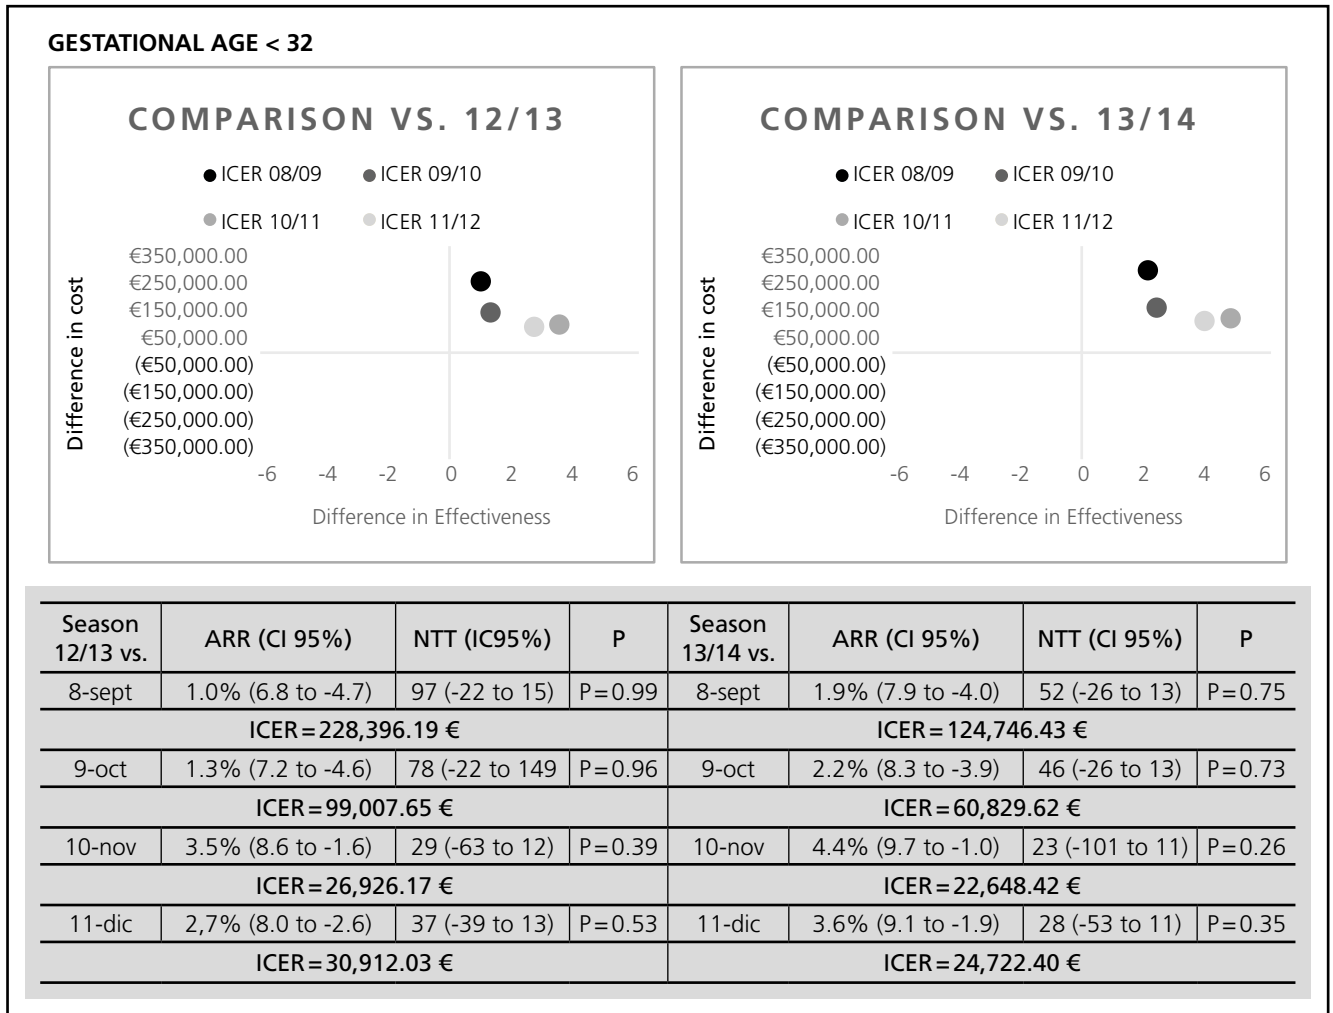 GESTATIONAL AGE < 32
COMPARISON VS. 12/13
ICER 08/09 ICER 09/10
ICER 10/11 ICER 11/12
Difference in cost
€350,000.00
€250,000.00
€150,000.00
€50,000.00
(€50,000.00)
(€150,000.00)
(€250,000.00)
(€350,000.00)
-6 -4 -2 0 2 4 6
Difference in Effectiveness
COMPARISON VS. 13/14
ICER 08/09 ICER 09/10
ICER 10/11 ICER 11/12
Difference in cost
€350,000.00
€250,000.00
€150,000.00
€50,000.00
(€50,000.00)
(€150,000.00)
(€250,000.00)
(€350,000.00)
-6 -4 -2 0 2 4 6
Difference in Effectiveness
Season 12/13 vs. ARR (CI 95%) NTT (IC95%) P Season 13/14 vs. ARR (CI 95%) NTT (CI 95%) P
8-sept 1.0% (6.8 to -4.7) 97 (-22 to 15) P=0.99 8-sept 1.9% (7.9 to -4.0) 52 (-26 to 13) P=0.75
ICER=228,396.19 € ICER=124,746.43 €
9-oct 1.3% (7.2 to -4.6) 78 (-22 to 149 P=0.96 9-oct 2.2% (8.3 to -3.9) 46 (-26 to 13) P=0.73
ICER=99,007.65 € ICER=60,829.62 €
10-nov 3.5% (8.6 to -1.6) 29 (-63 to 12) P=0.39 10-nov 4.4% (9.7 to -1.0) 23 (-101 to 11) P=0.26
ICER=26,926.17 € ICER=22,648.42 €
11-dic 2,7% (8.0 to -2.6) 37 (-39 to 13) P=0.53 11-dic 3.6% (9.1 to -1.9) 28 (-53 to 11) P=0.35
ICER=30,912.03 € ICER=24,722.40 €